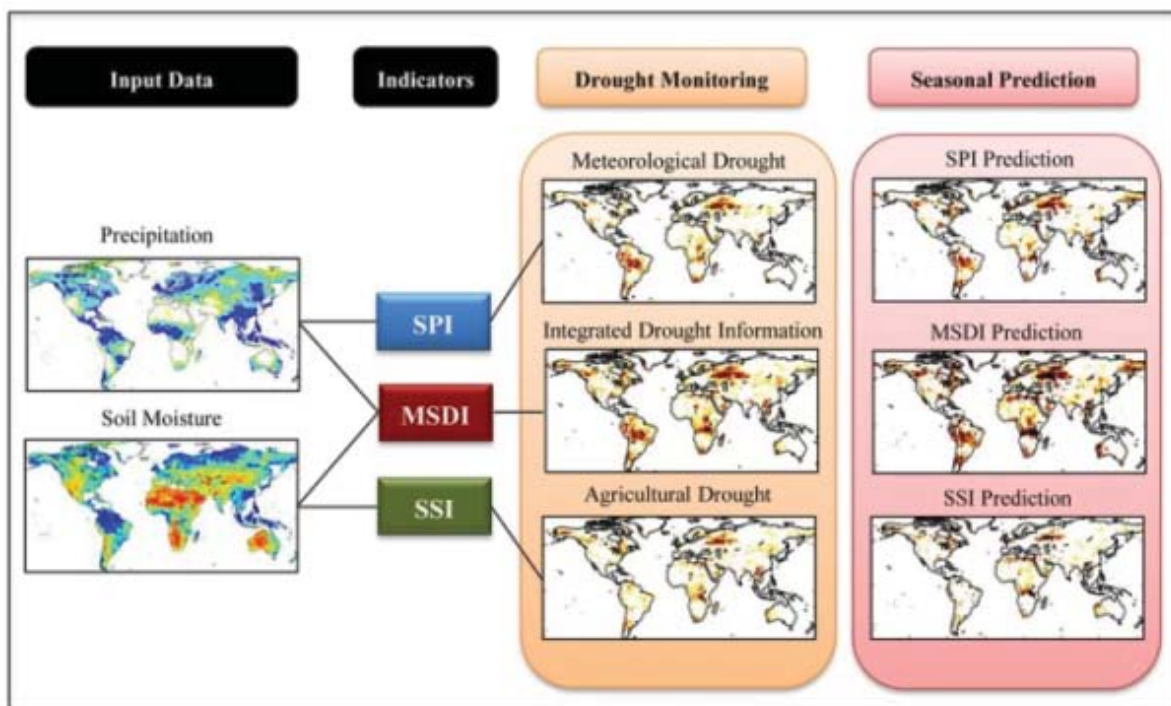 Input Data
Indicators
Drought Monitoring
Seasonal Prediction
Precipitation
Soil Moisture
SPI
MSDI
SSI
Meteorological Drought
Integrated Drought Information
Agricultural Drought
SPI Prediction
MSDI Prediction
SSI Prediction